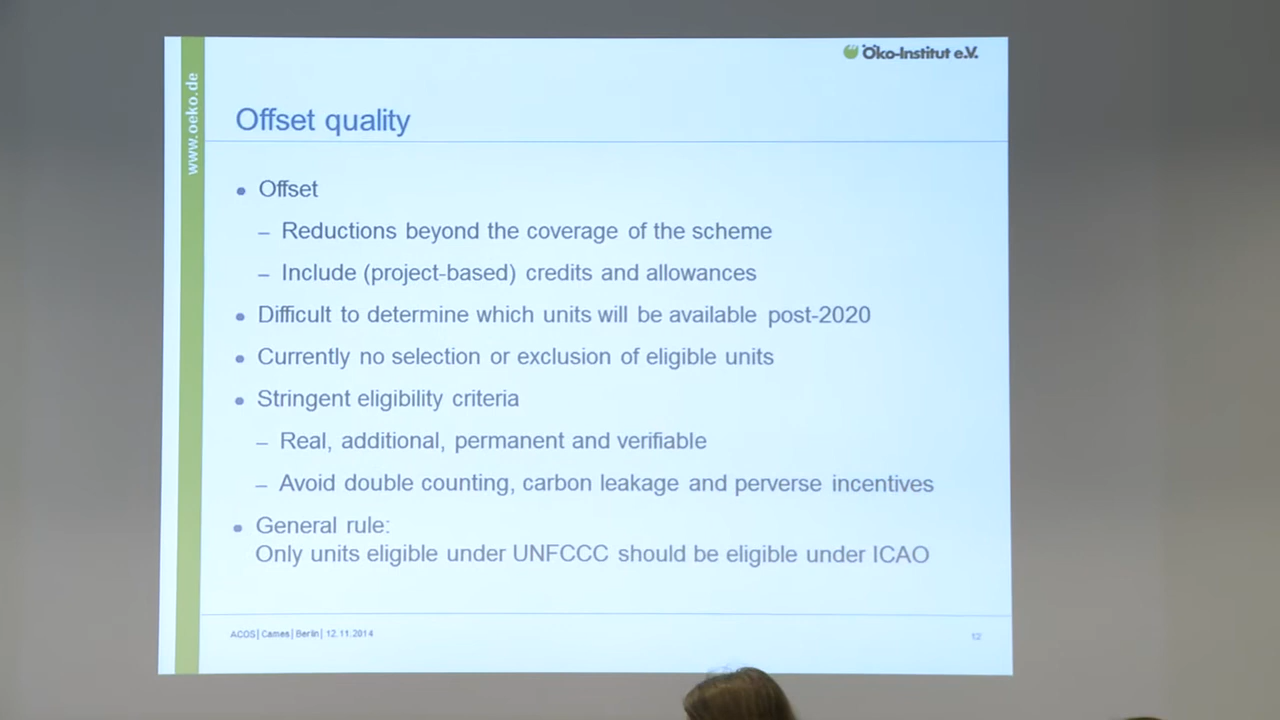 Öko-Institut e.V.
www.oeko.de
Offset quality
• Offset
– Reductions beyond the coverage of the scheme
– Include (project-based) credits and allowances
• Difficult to determine which units will be available post-2020
• Currently no selection or exclusion of eligible units
• Stringent eligibility criteria
– Real, additional, permanent and verifiable
– Avoid double counting, carbon leakage and perverse incentives
• General rule:
Only units eligible under UNFCCC should be eligible under ICAO
ACOS| Cames| Berlin| 12.11.2014
12